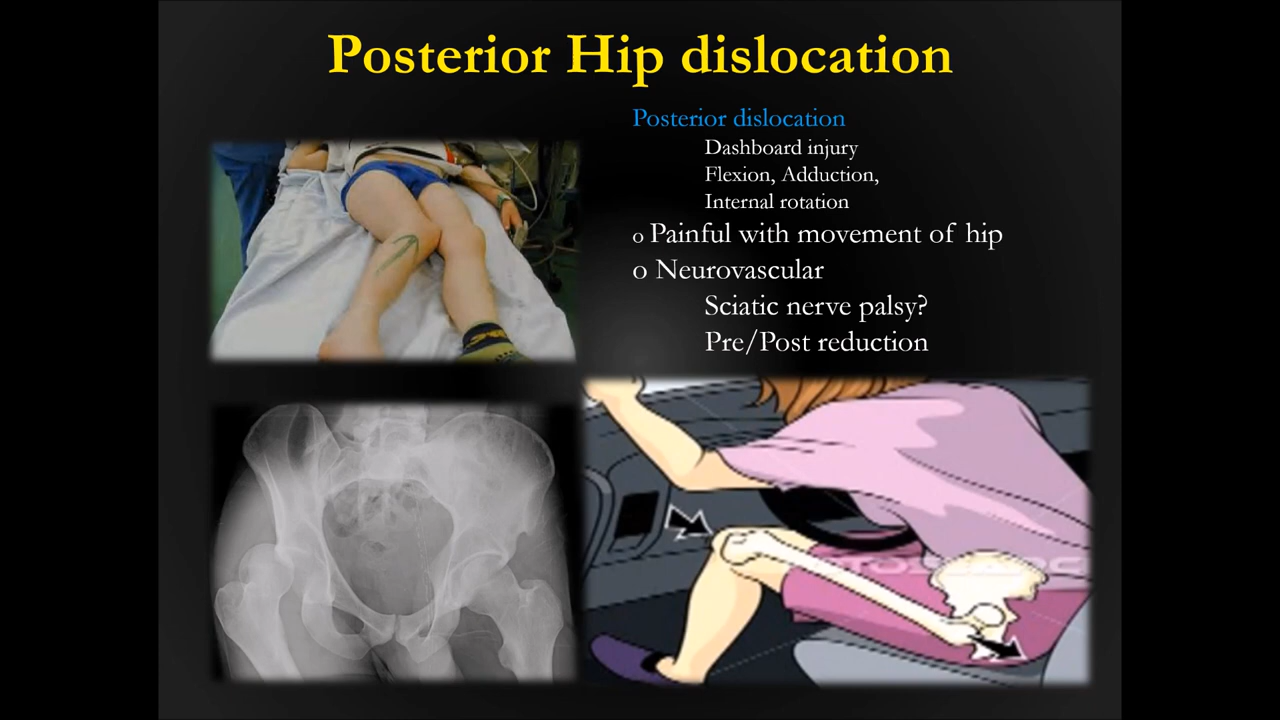 Posterior Hip dislocation
Posterior dislocation
Dashboard injury
Flexion, Adduction,
Internal rotation
o Painful with movement of hip
o Neurovascular
Sciatic nerve palsy?
Pre/Post reduction